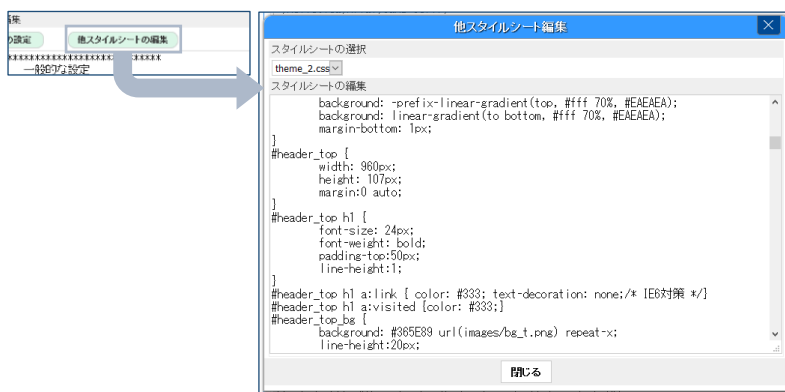 集
の設定 他スタイルシートの編集
一般的な設定
他スタイルシート編集
スタイルシートの選択
theme_2.css
スタイルシートの編集
background: -prefix-linear-gradient(top, #fff 70%, #EAEAEA);
background: linear-gradient(to bottom, #fff 70%, #EAEAEA);
margin-bottom: 1px;
}
#header_top {
width: 960px;
height: 107px;
margin:0 auto;
}
#header_top h1 {
font-size: 24px;
font-weight: bold;
padding-top:50px;
line-height:1;
}
#header_top h1 a:link { color: #333; text-decoration: none;/* IE6対策 */}
#header_top h1 a:visited {color: #333;}
#header_top_bg {
background: #365E89 url(images/bg_t.png) repeat-x;
line-height:20px;
閉じる